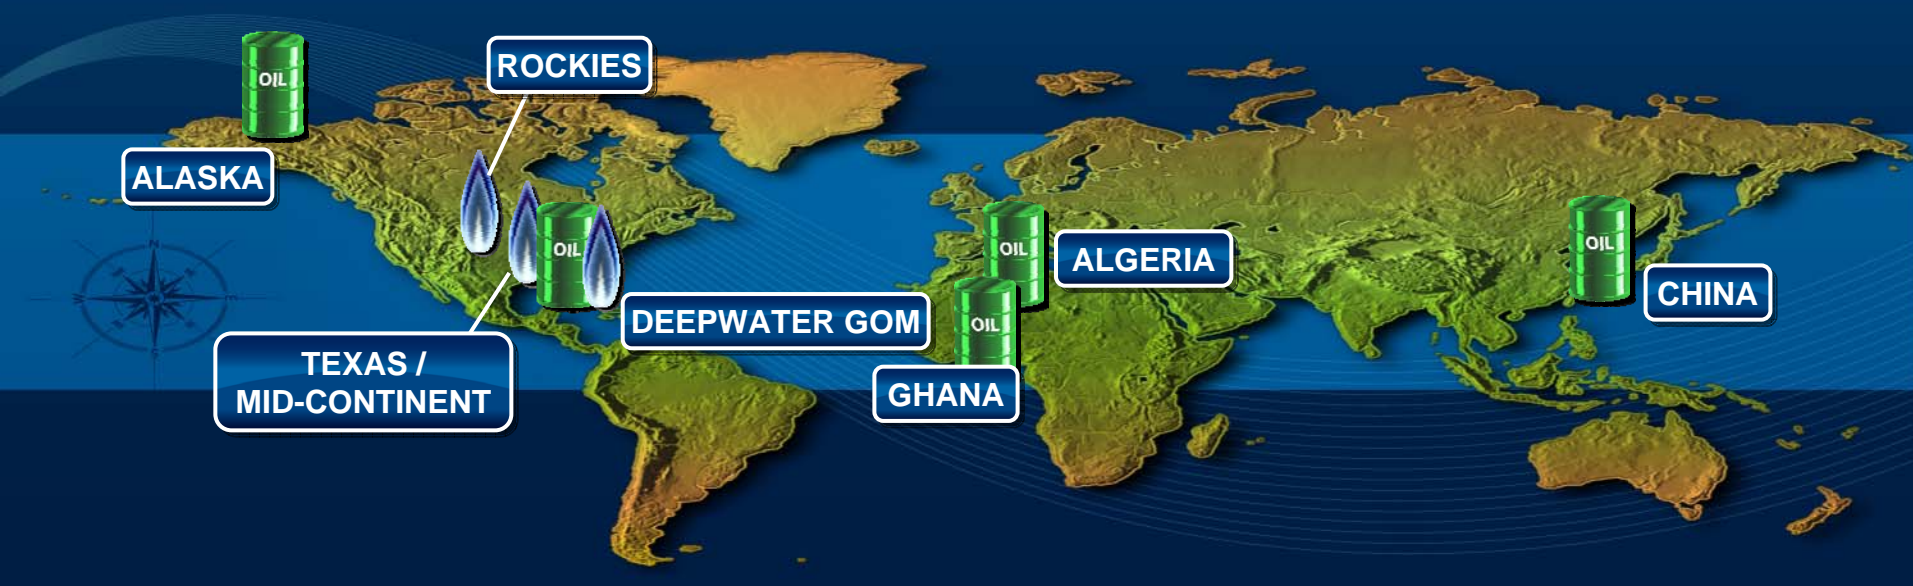 ROCKIES
OIL
ALASKA
OIL
OIL
ALGERIA
OIL
CHINA
DEEPWATER GOM
OIL
GHANA
TEXAS /
MID-CONTINENT
N
S
W
E